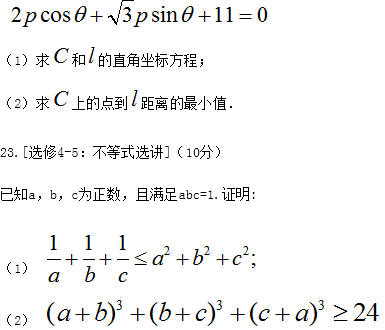 2pcosθ+√3psinθ+11=0
(1)求C和l的直角坐标方程;
(2)求C上的点到l距离的最小值.
23.[选修4-5:不等式选讲](10分)
已知a，b，c为正数，且满足abc=1.证明:
(1) 1/a+1/b+1/c≤a²+b²+c²;
(2) (a+b)³+(b+c)³+(c+a)³≥24